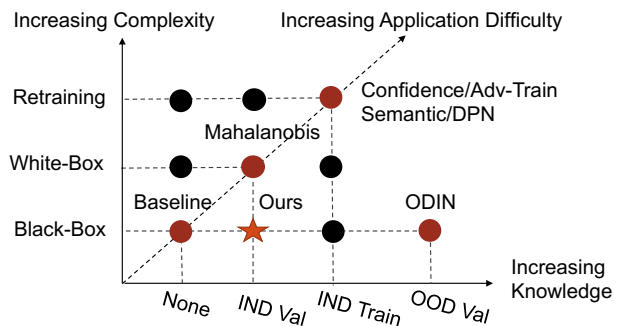 Increasing Complexity
Increasing Application Difficulty
Retraining
Confidence/Adv-Train
Semantic/DPN
Mahalanobis
White-Box
Baseline
Ours
ODIN
Black-Box
Increasing
Knowledge
None
IND Val
IND Train
OOD Val